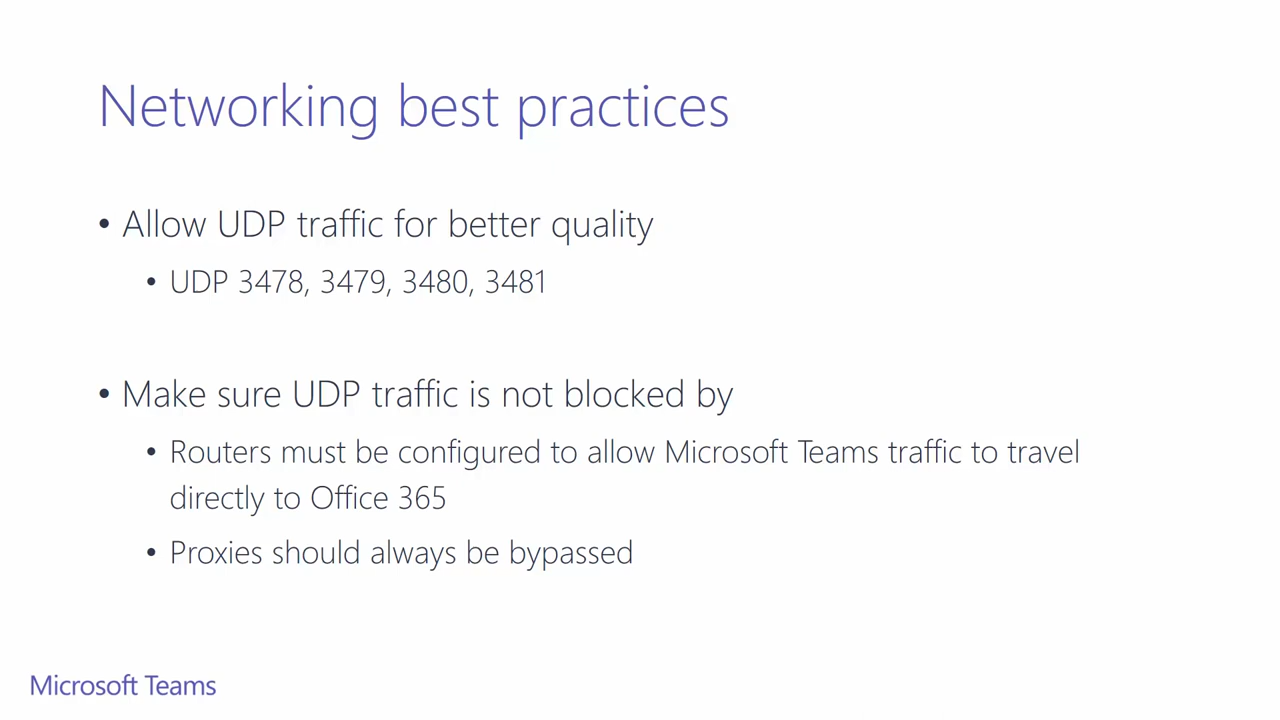 Networking best practices
• Allow UDP traffic for better quality
• UDP 3478, 3479, 3480, 3481
• Make sure UDP traffic is not blocked by
• Routers must be configured to allow Microsoft Teams traffic to travel
directly to Office 365
• Proxies should always be bypassed
Microsoft Teams